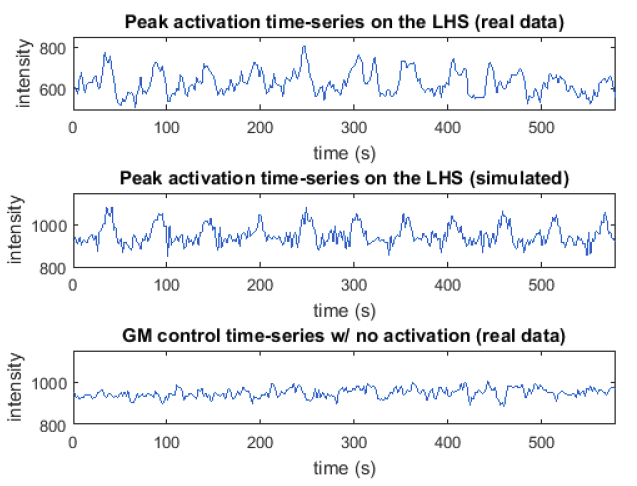 Peak activation time-series on the LHS (real data)
800
600
intensity
0 100 200 300 400 500
time (s)
Peak activation time-series on the LHS (simulated)
1000
800
intensity
0 100 200 300 400 500
time (s)
GM control time-series w/ no activation (real data)
1000
800
intensity
0 100 200 300 400 500
time (s)